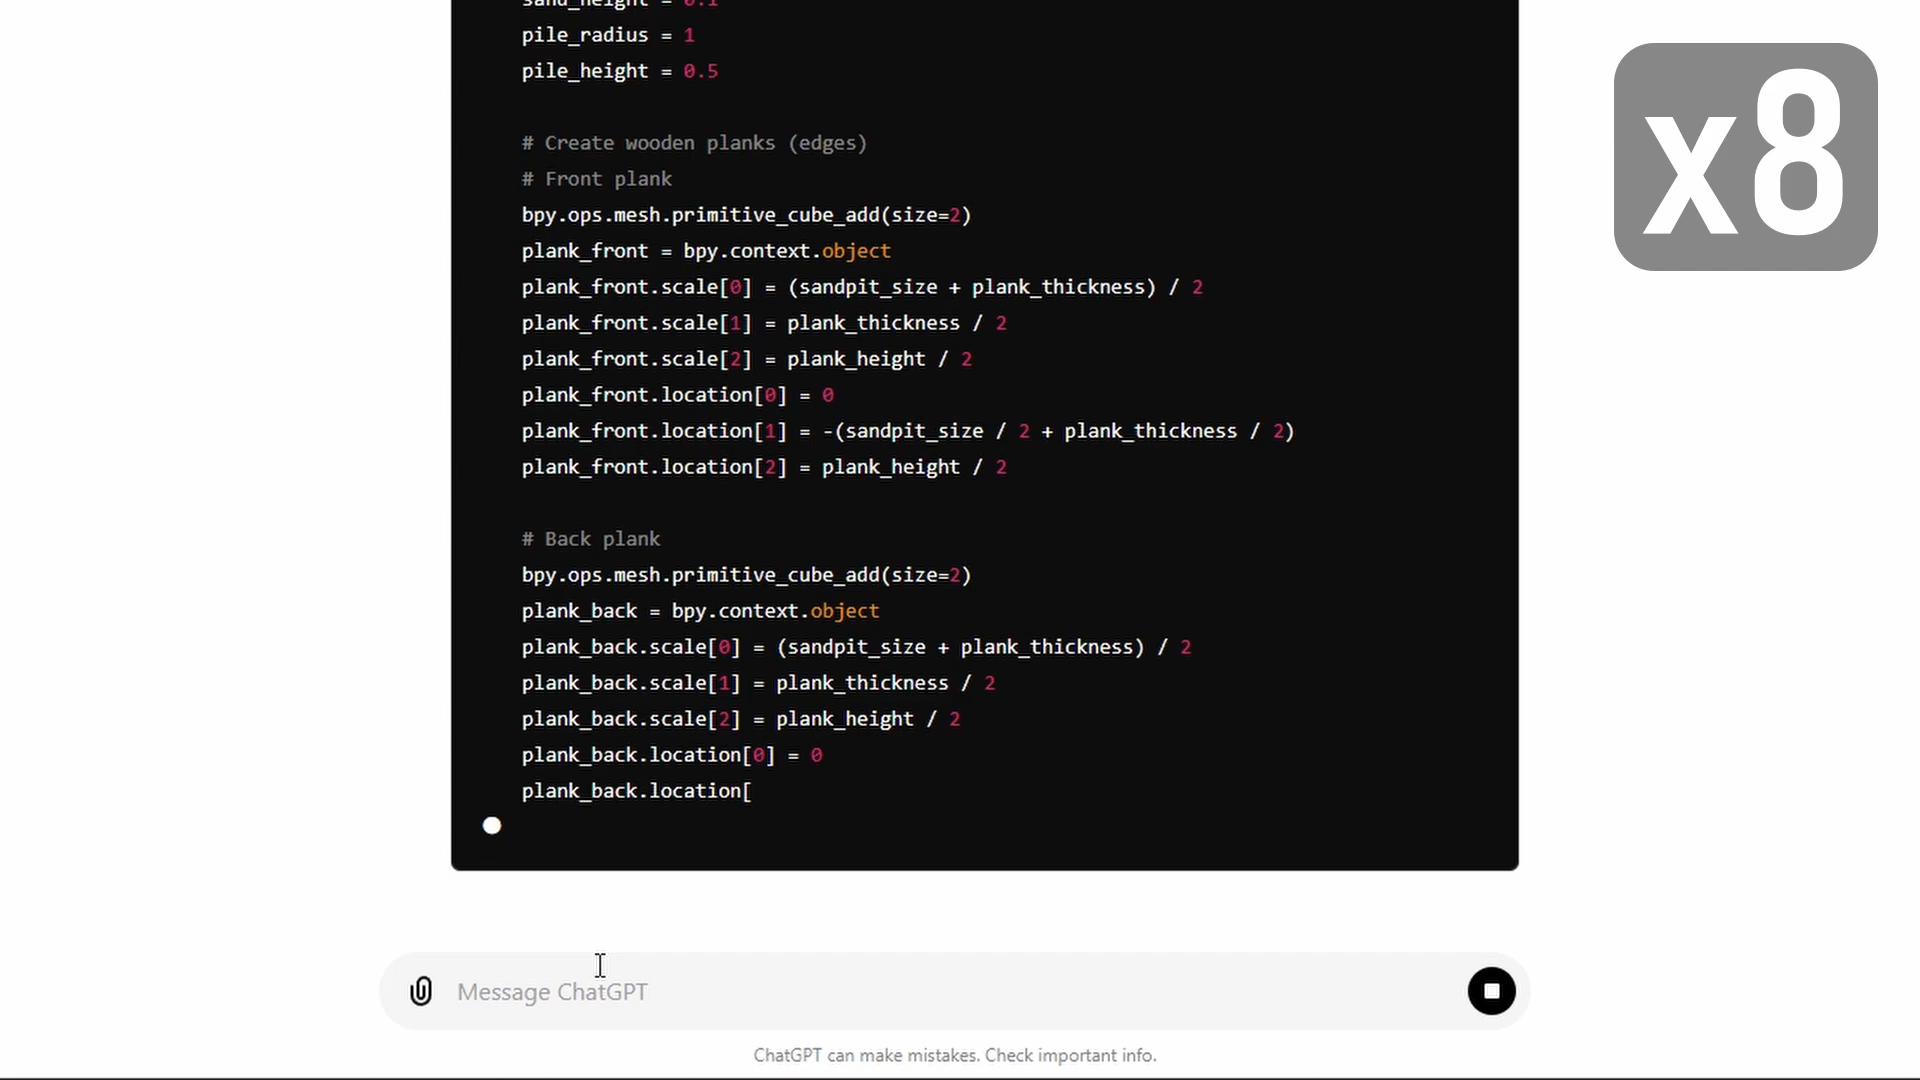 sand_height = 0.1
pile_radius = 1
pile_height = 0.5
# Create wooden planks (edges)
# Front plank
bpy.ops.mesh.primitive_cube_add(size=2)
plank_front = bpy.context.object
plank_front.scale[0] = (sandpit_size + plank_thickness) / 2
plank_front.scale[1] = plank_thickness / 2
plank_front.scale[2] = plank_height / 2
plank_front.location[0] = 0
plank_front.location[1] = -(sandpit_size / 2 + plank_thickness / 2)
plank_front.location[2] = plank_height / 2
# Back plank
bpy.ops.mesh.primitive_cube_add(size=2)
plank_back = bpy.context.object
plank_back.scale[0] = (sandpit_size + plank_thickness) / 2
plank_back.scale[1] = plank_thickness / 2
plank_back.scale[2] = plank_height / 2
plank_back.location[0] = 0
plank_back.location[
x8
Message ChatGPT
ChatGPT can make mistakes. Check important info.